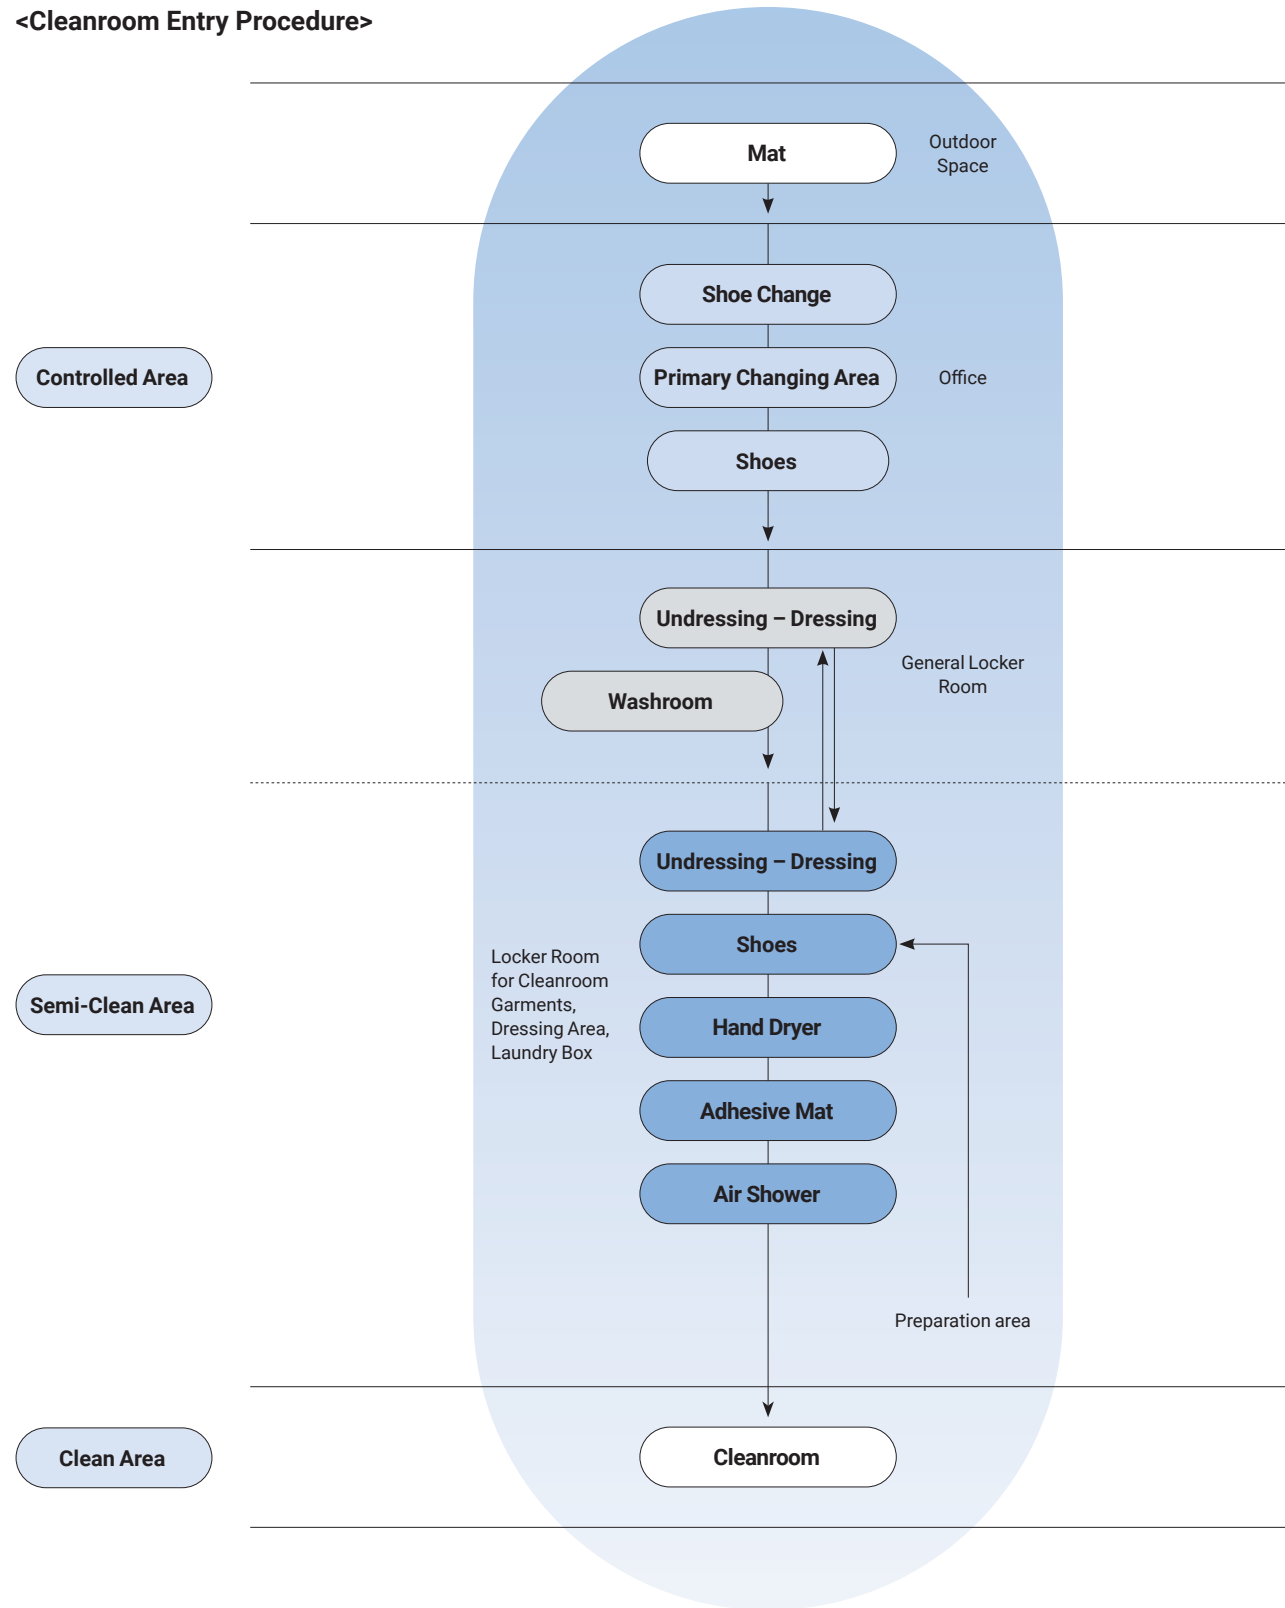 <Cleanroom Entry Procedure>
Mat
Outdoor
Space
Shoe Change
Controlled Area
Primary Changing Area
Office
Shoes
Undressing – Dressing
General Locker
Room
Washroom
Undressing – Dressing
Shoes
Locker Room
for Cleanroom
Garments,
Dressing Area,
Laundry Box
Semi-Clean Area
Hand Dryer
Adhesive Mat
Air Shower
Preparation area
Clean Area
Cleanroom